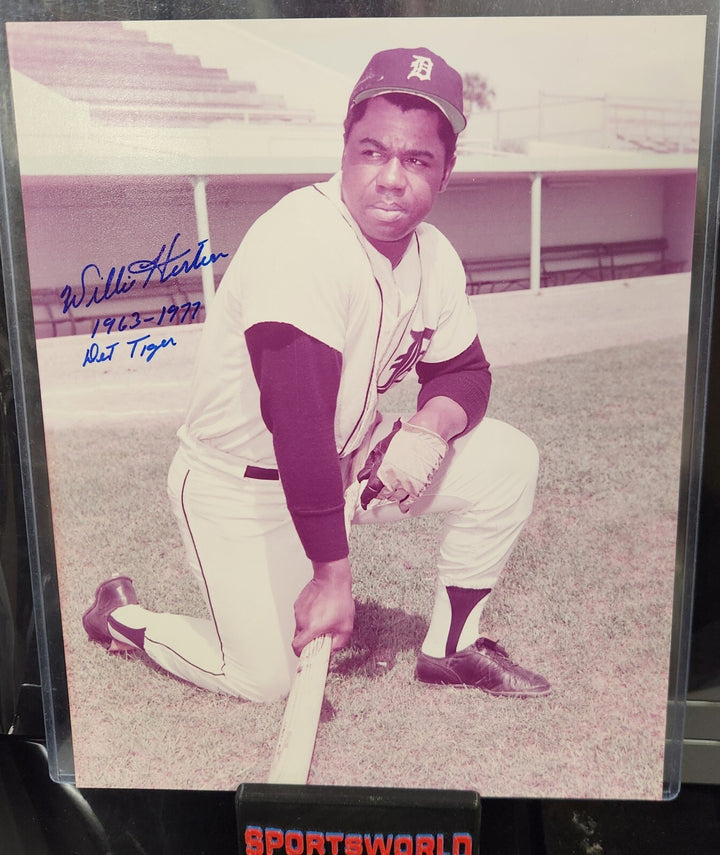 D
Willie Horton
1963-1977
Det Tiger
D
SPORTSWORLD